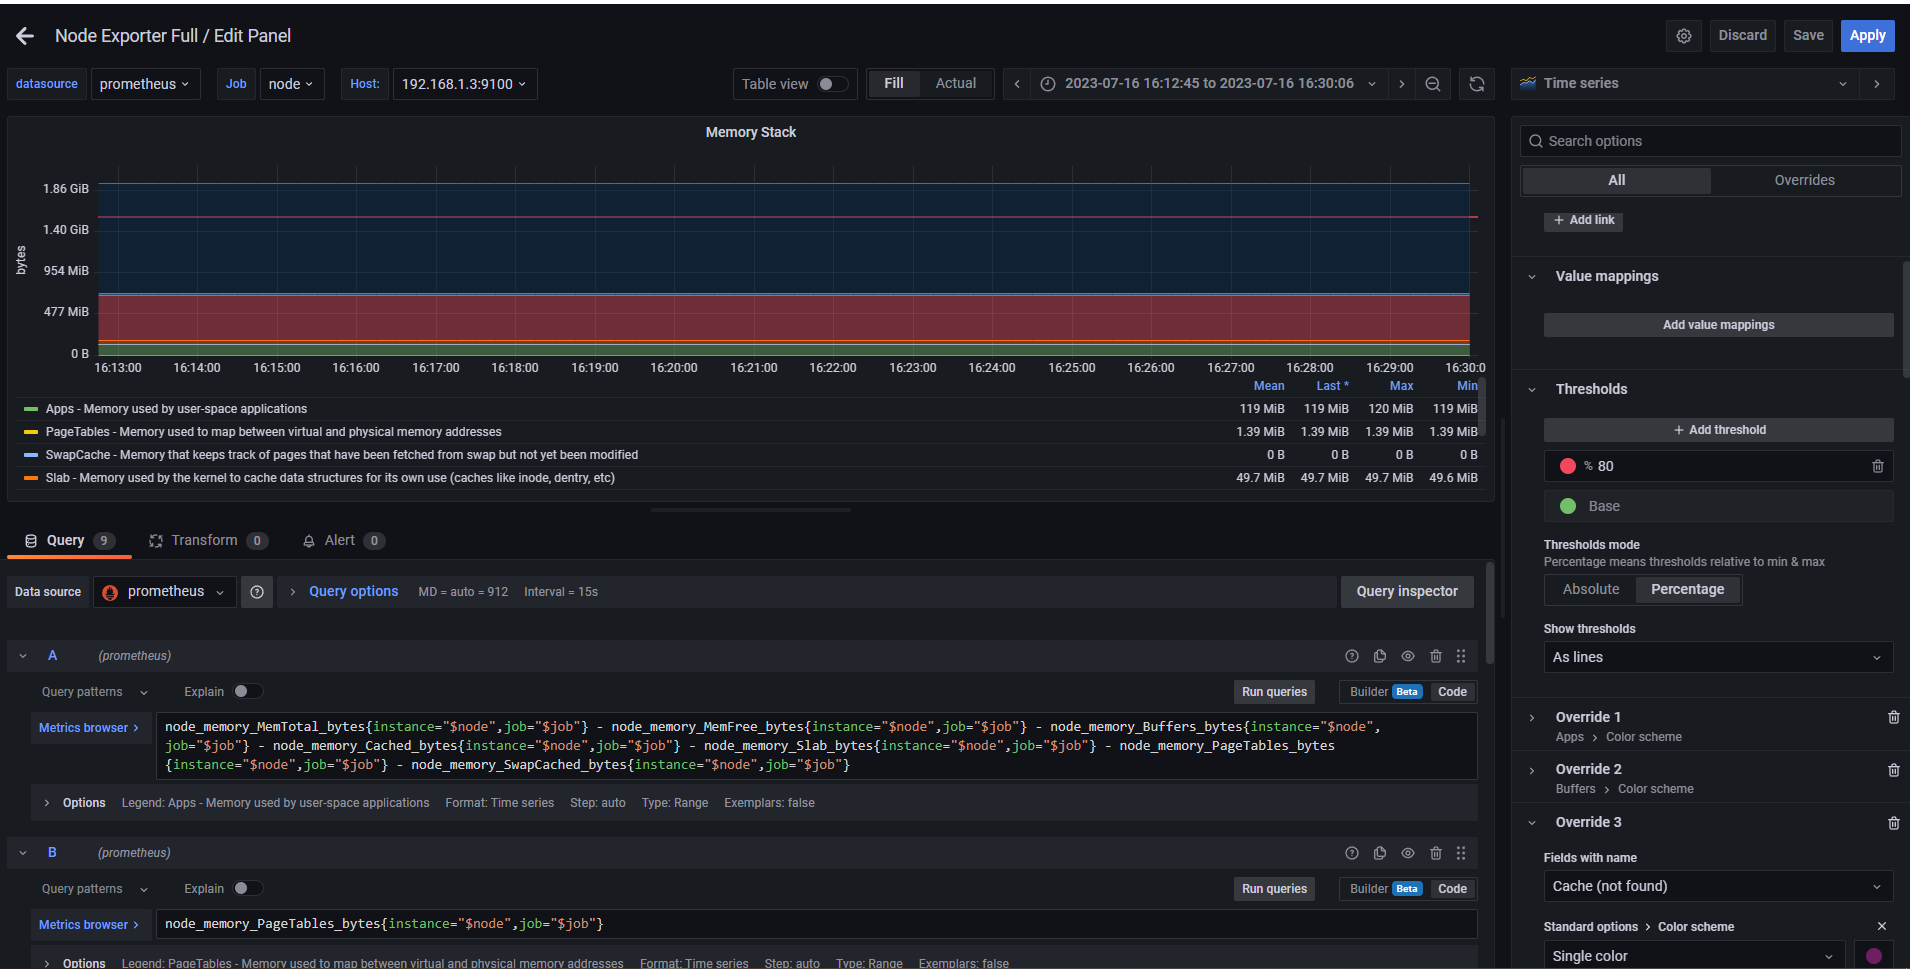 Node Exporter Full / Edit Panel
Discard
Save
Apply
datasource
prometheus
Job
node
Host:
192.168.1.3:9100
Table view
Fill
Actual
2023-07-16 16:12:45 to 2023-07-16 16:30:06
Time series
Memory Stack
bytes
1.86 GiB
1.40 GiB
954 MiB
477 MiB
0 B
16:13:00 16:14:00 16:15:00 16:16:00 16:17:00 16:18:00 16:19:00 16:20:00 16:21:00 16:22:00 16:23:00 16:24:00 16:25:00 16:26:00 16:27:00 16:28:00 16:29:00 16:30:0
Mean Last * Max Min
Apps - Memory used by user-space applications 119 MiB 119 MiB 120 MiB 119 MiB
PageTables - Memory used to map between virtual and physical memory addresses 1.39 MiB 1.39 MiB 1.39 MiB 1.39 MiB
SwapCache - Memory that keeps track of pages that have been fetched from swap but not yet been modified 0 B 0 B 0 B 0 B
Slab - Memory used by the kernel to cache data structures for its own use (caches like inode, dentry, etc) 49.7 MiB 49.7 MiB 49.7 MiB 49.6 MiB
Query 9
Transform 0
Alert 0
Data source
prometheus
Query options
MD = auto = 912
Interval = 15s
Query inspector
A
(prometheus)
Query patterns
Explain
Run queries
Builder Beta
Code
Metrics browser >
node_memory_MemTotal_bytes{instance="$node",job="$job"} - node_memory_MemFree_bytes{instance="$node",job="$job"} - node_memory_Buffers_bytes{instance="$node",
job="$job"} - node_memory_Cached_bytes{instance="$node",job="$job"} - node_memory_Slab_bytes{instance="$node",job="$job"} - node_memory_PageTables_bytes
{instance="$node",job="$job"} - node_memory_SwapCached_bytes{instance="$node",job="$job"}
Options
Legend: Apps - Memory used by user-space applications
Format: Time series
Step: auto
Type: Range
Exemplars: false
B
(prometheus)
Query patterns
Explain
Run queries
Builder Beta
Code
Metrics browser >
node_memory_PageTables_bytes{instance="$node",job="$job"}
Options
Legend: PageTables - Memory used to map between virtual and physical memory addresses
Format: Time series
Step: auto
Type: Range
Exemplars: false
Search options
All
Overrides
+ Add link
Value mappings
Add value mappings
Thresholds
+ Add threshold
% 80
Base
Thresholds mode
Percentage means thresholds relative to min & max
Absolute
Percentage
Show thresholds
As lines
Override 1
Apps > Color scheme
Override 2
Buffers > Color scheme
Override 3
Fields with name
Cache (not found)
Standard options > Color scheme
Single color